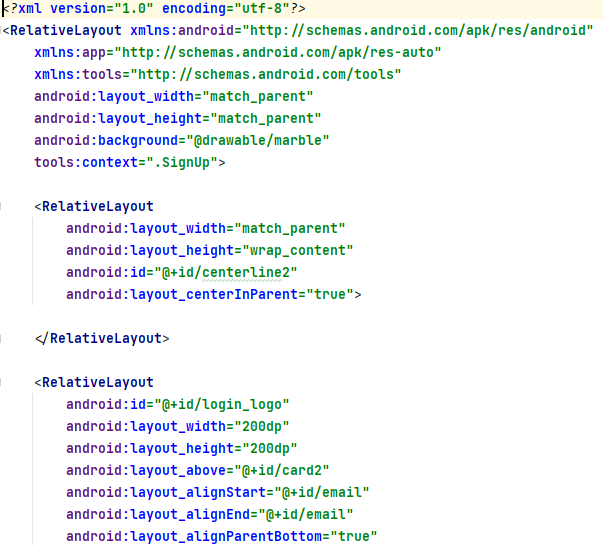 <?xml version="1.0" encoding="utf-8"?>
<RelativeLayout xmlns:android="http://schemas.android.com/apk/res/android"
    xmlns:app="http://schemas.android.com/apk/res-auto"
    xmlns:tools="http://schemas.android.com/tools"
    android:layout_width="match_parent"
    android:layout_height="match_parent"
    android:background="@drawable/marble"
    tools:context=".SignUp">

    <RelativeLayout
        android:layout_width="match_parent"
        android:layout_height="wrap_content"
        android:id="@+id/centerline2"
        android:layout_centerInParent="true">

    </RelativeLayout>

    <RelativeLayout
        android:id="@+id/login_logo"
        android:layout_width="200dp"
        android:layout_height="200dp"
        android:layout_above="@+id/card2"
        android:layout_alignStart="@+id/email"
        android:layout_alignEnd="@+id/email"
        android:layout_alignParentBottom="true"